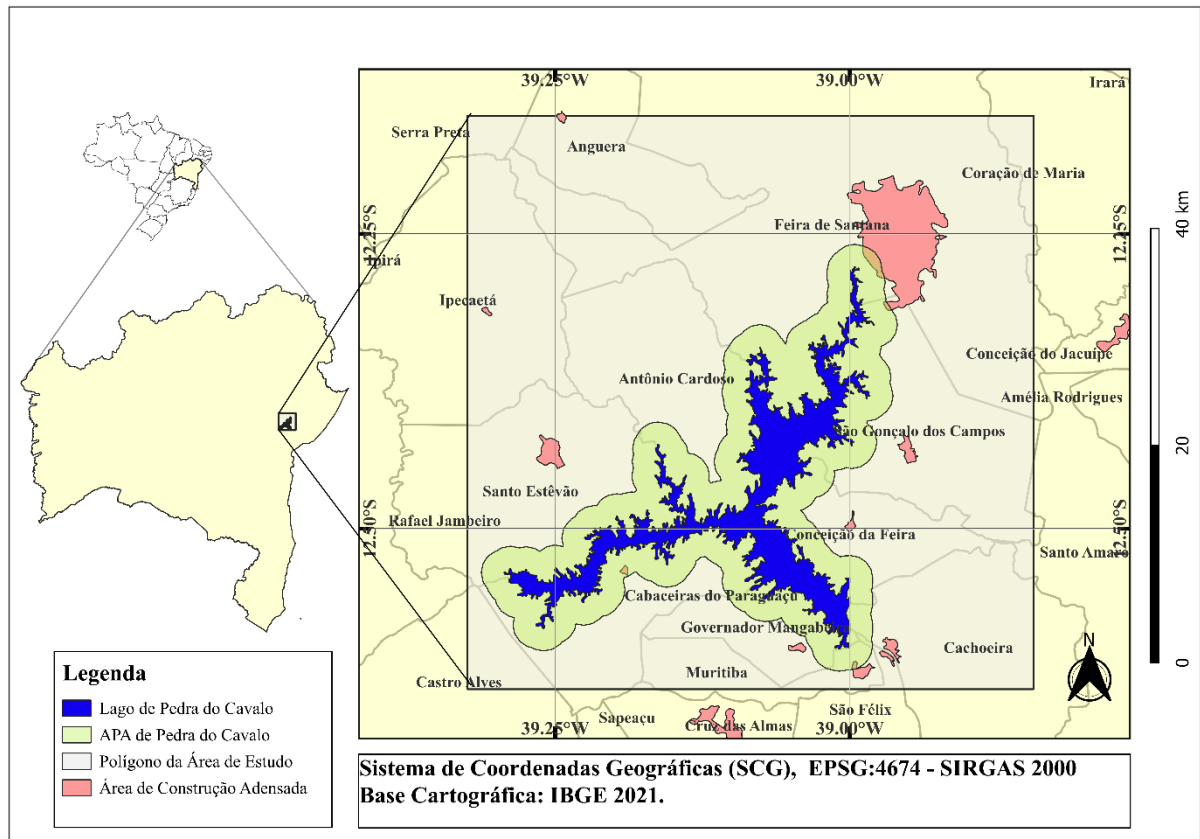 39.25°W
39.00°W
Irará
Serra Preta
Anguera
Coração de Maria
Feira de Santana
12.25°S
12.25°S
Ipirá
Ipecaetá
Conceição do Jacuípe
Antônio Cardoso
Amélia Rodrigues
São Gonçalo dos Campos
Santo Estêvão
Rafael Jambeiro
12.50°S
12.50°S
Conceição da Feira
Santo Amaro
Cabaceiras do Paraguaçu
Governador Mangabeira
Cachoeira
Muritiba
Castro Alves
São Félix
Sapeaçu
Cruz das Almas
39.25°W
39.00°W
40 km
20
0
N
Legenda
Lago de Pedra do Cavalo
APA de Pedra do Cavalo
Polígono da Área de Estudo
Área de Construção Adensada
Sistema de Coordenadas Geográficas (SCG), EPSG:4674 - SIRGAS 2000
Base Cartográfica: IBGE 2021.